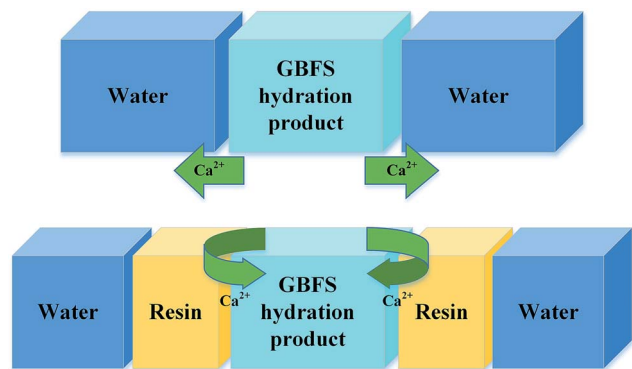 Water
GBFS
hydration
product
Water
Ca²⁺
Ca²⁺
Water
Resin
GBFS
hydration
product
Resin
Water
Ca²⁺
Ca²⁺